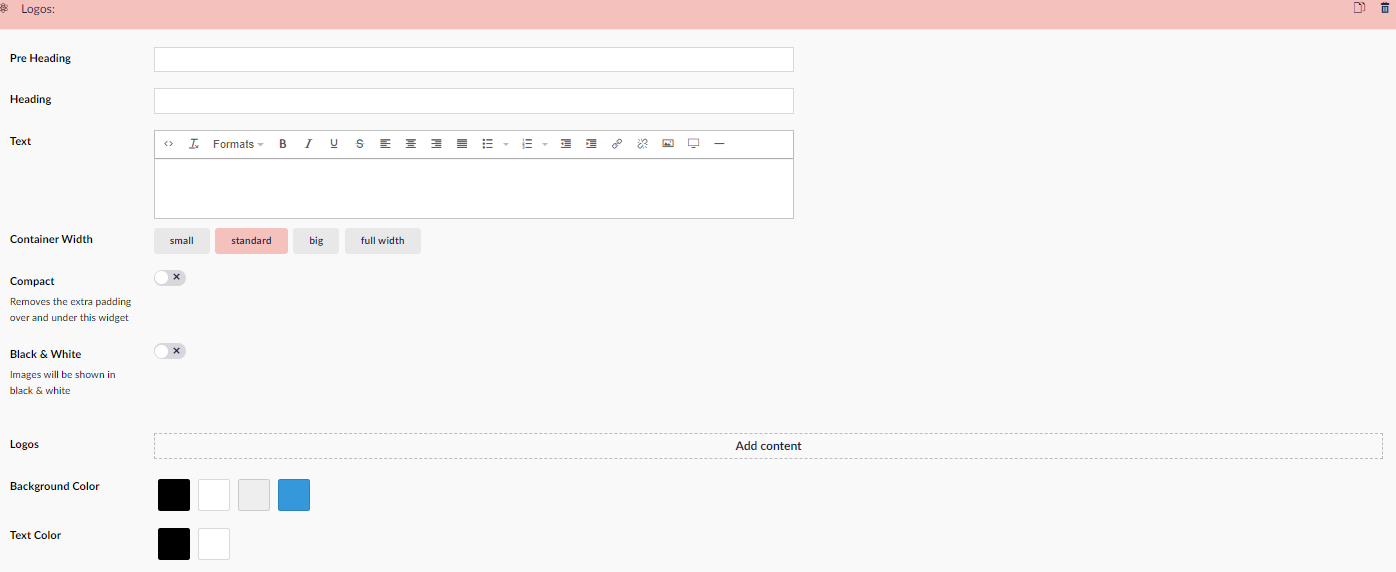 Logos:
Pre Heading
Heading
Text
Formats B I U S
Container Width
small standard big full width
Compact
Removes the extra padding
over and under this widget
Black & White
Images will be shown in
black & white
Logos
Add content
Background Color
Text Color